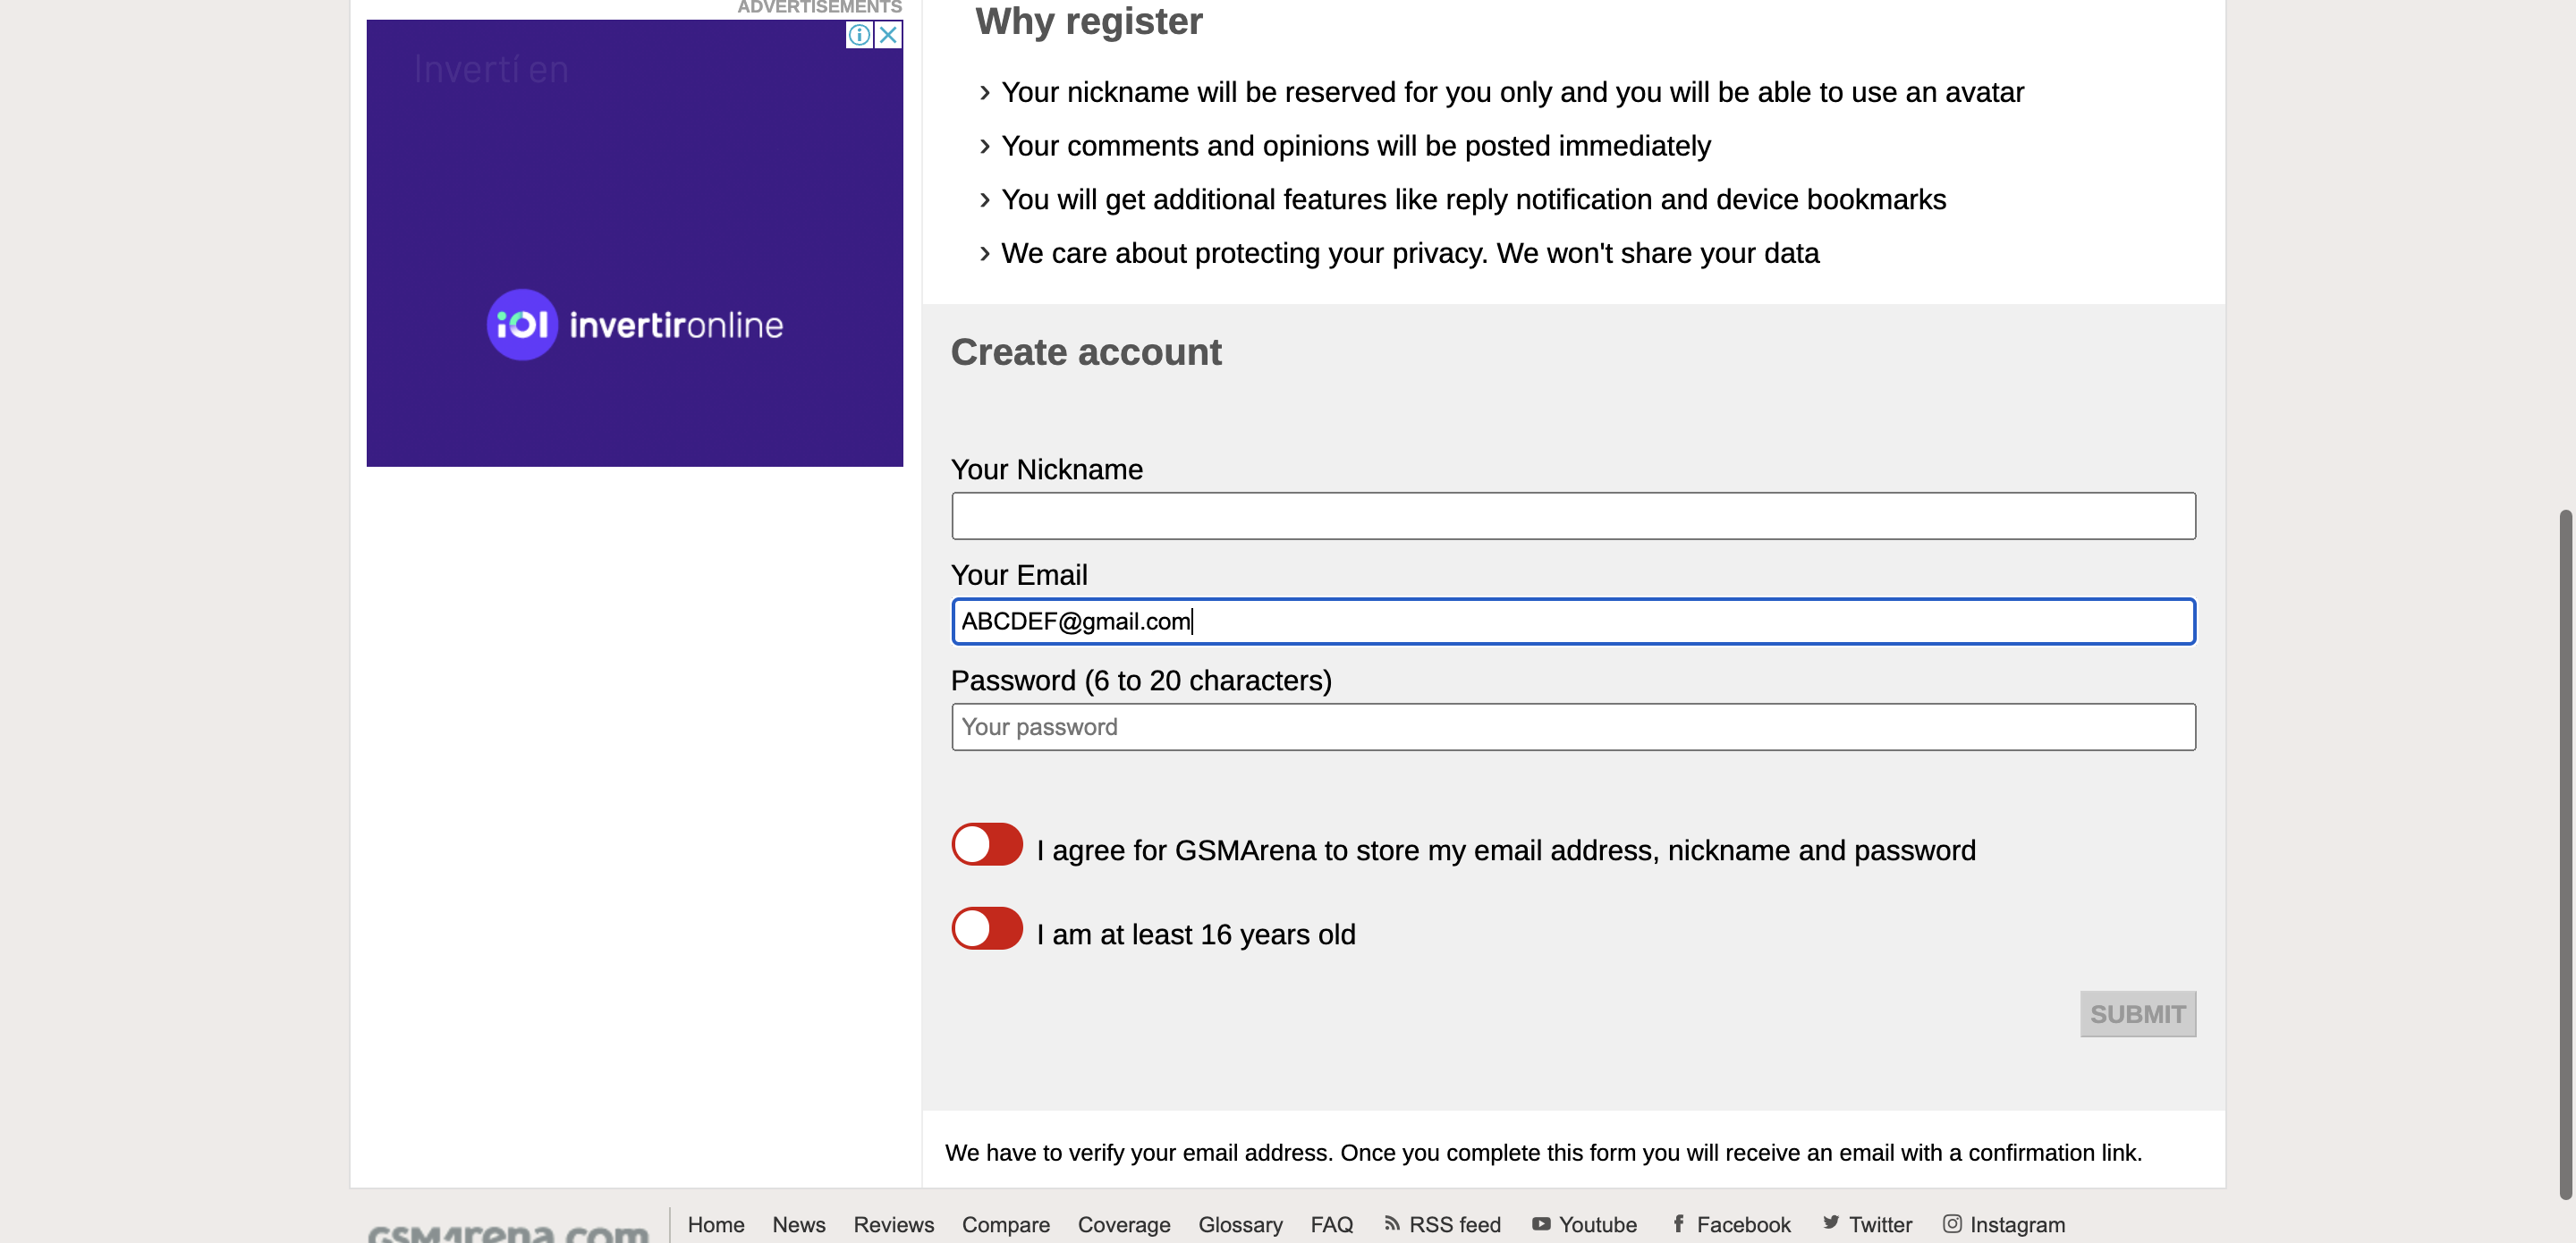 ADVERTISEMENTS
Invertí en
iol invertironline
Why register
Your nickname will be reserved for you only and you will be able to use an avatar
Your comments and opinions will be posted immediately
You will get additional features like reply notification and device bookmarks
We care about protecting your privacy. We won't share your data
Create account
Your Nickname
Your Email
ABCDEF@gmail.com
Password (6 to 20 characters)
Your password
I agree for GSMArena to store my email address, nickname and password
I am at least 16 years old
SUBMIT
We have to verify your email address. Once you complete this form you will receive an email with a confirmation link.
GSMArena.com Home News Reviews Compare Coverage Glossary FAQ RSS feed Youtube Facebook Twitter Instagram